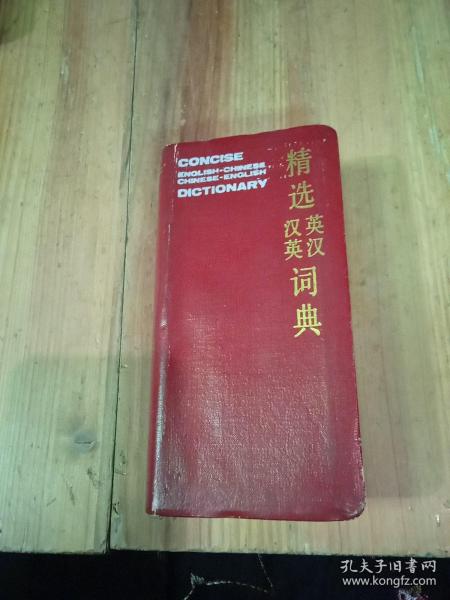 CONCISE
ENGLISH-CHINESE
CHINESE-ENGLISH
DICTIONARY
精选
英汉
汉英
词典
孔夫子旧书网
www.kongfz.com